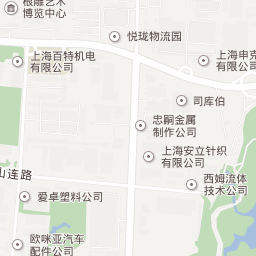 根雕艺术
博览中心
悦珑物流园
上海百特机电
有限公司
上海申克
有限公司
司库伯
忠嗣金属
制作公司
上海安立针织
有限公司
山连路
西姆流体
技术公司
爱卓塑料公司
欧咪亚汽车
配件公司